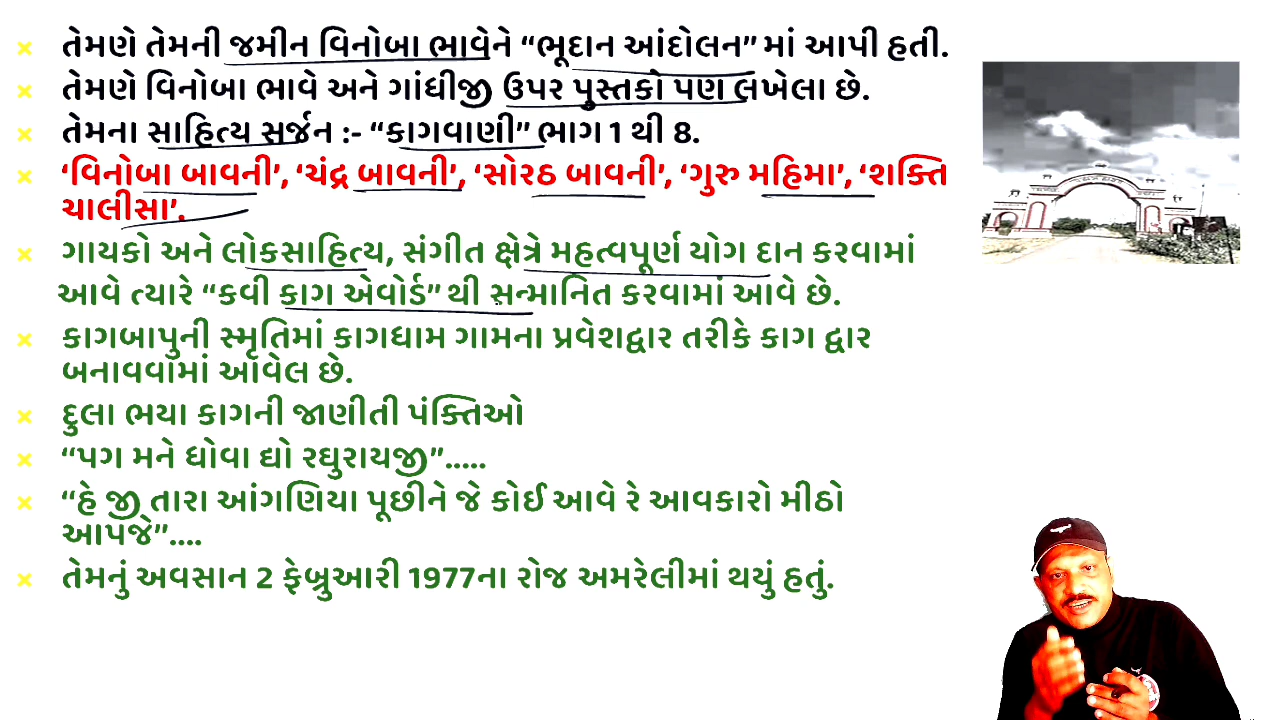 × તેમણે તેમની જમીન વિનોબા ભાવેને “ભૂદાન આંદોલન” માં આપી હતી.
× તેમણે વિનોબા ભાવે અને ગાંધીજી ઉપર પુસ્તકો પણ લખેલા છે.
× તેમના સાહિત્ય સર્જન :- “કાગવાણી” ભાગ 1 થી 8.
× ‘વિનોબા બાવની’, ‘ચંદ્ર બાવની’, ‘સોરઠ બાવની’, ‘ગુરુ મહિમા’, ‘શક્તિ
ચાલીસા’.
× ગાયકો અને લોકસાહિત્ય, સંગીત ક્ષેત્રે મહત્વપૂર્ણ યોગ દાન કરવામાં
આવે ત્યારે “કવી કાગ એવોર્ડ” થી સન્માનિત કરવામાં આવે છે.
× કાગબાપુની સ્મૃતિમાં કાગધામ ગામના પ્રવેશદ્વાર તરીકે કાગ દ્વાર
બનાવવામાં આવેલ છે.
× દુલા ભયા કાગની જાણીતી પંક્તિઓ
× “પગ મને ધોવા દ્યો રઘુરાયજી”.....
× “હે જી તારા આંગણિયા પૂછીને જે કોઈ આવે રે આવકારો મીઠો
આપજે”....
× તેમનું અવસાન 2 ફેબ્રુઆરી 1977ના રોજ અમરેલીમાં થયું હતું.